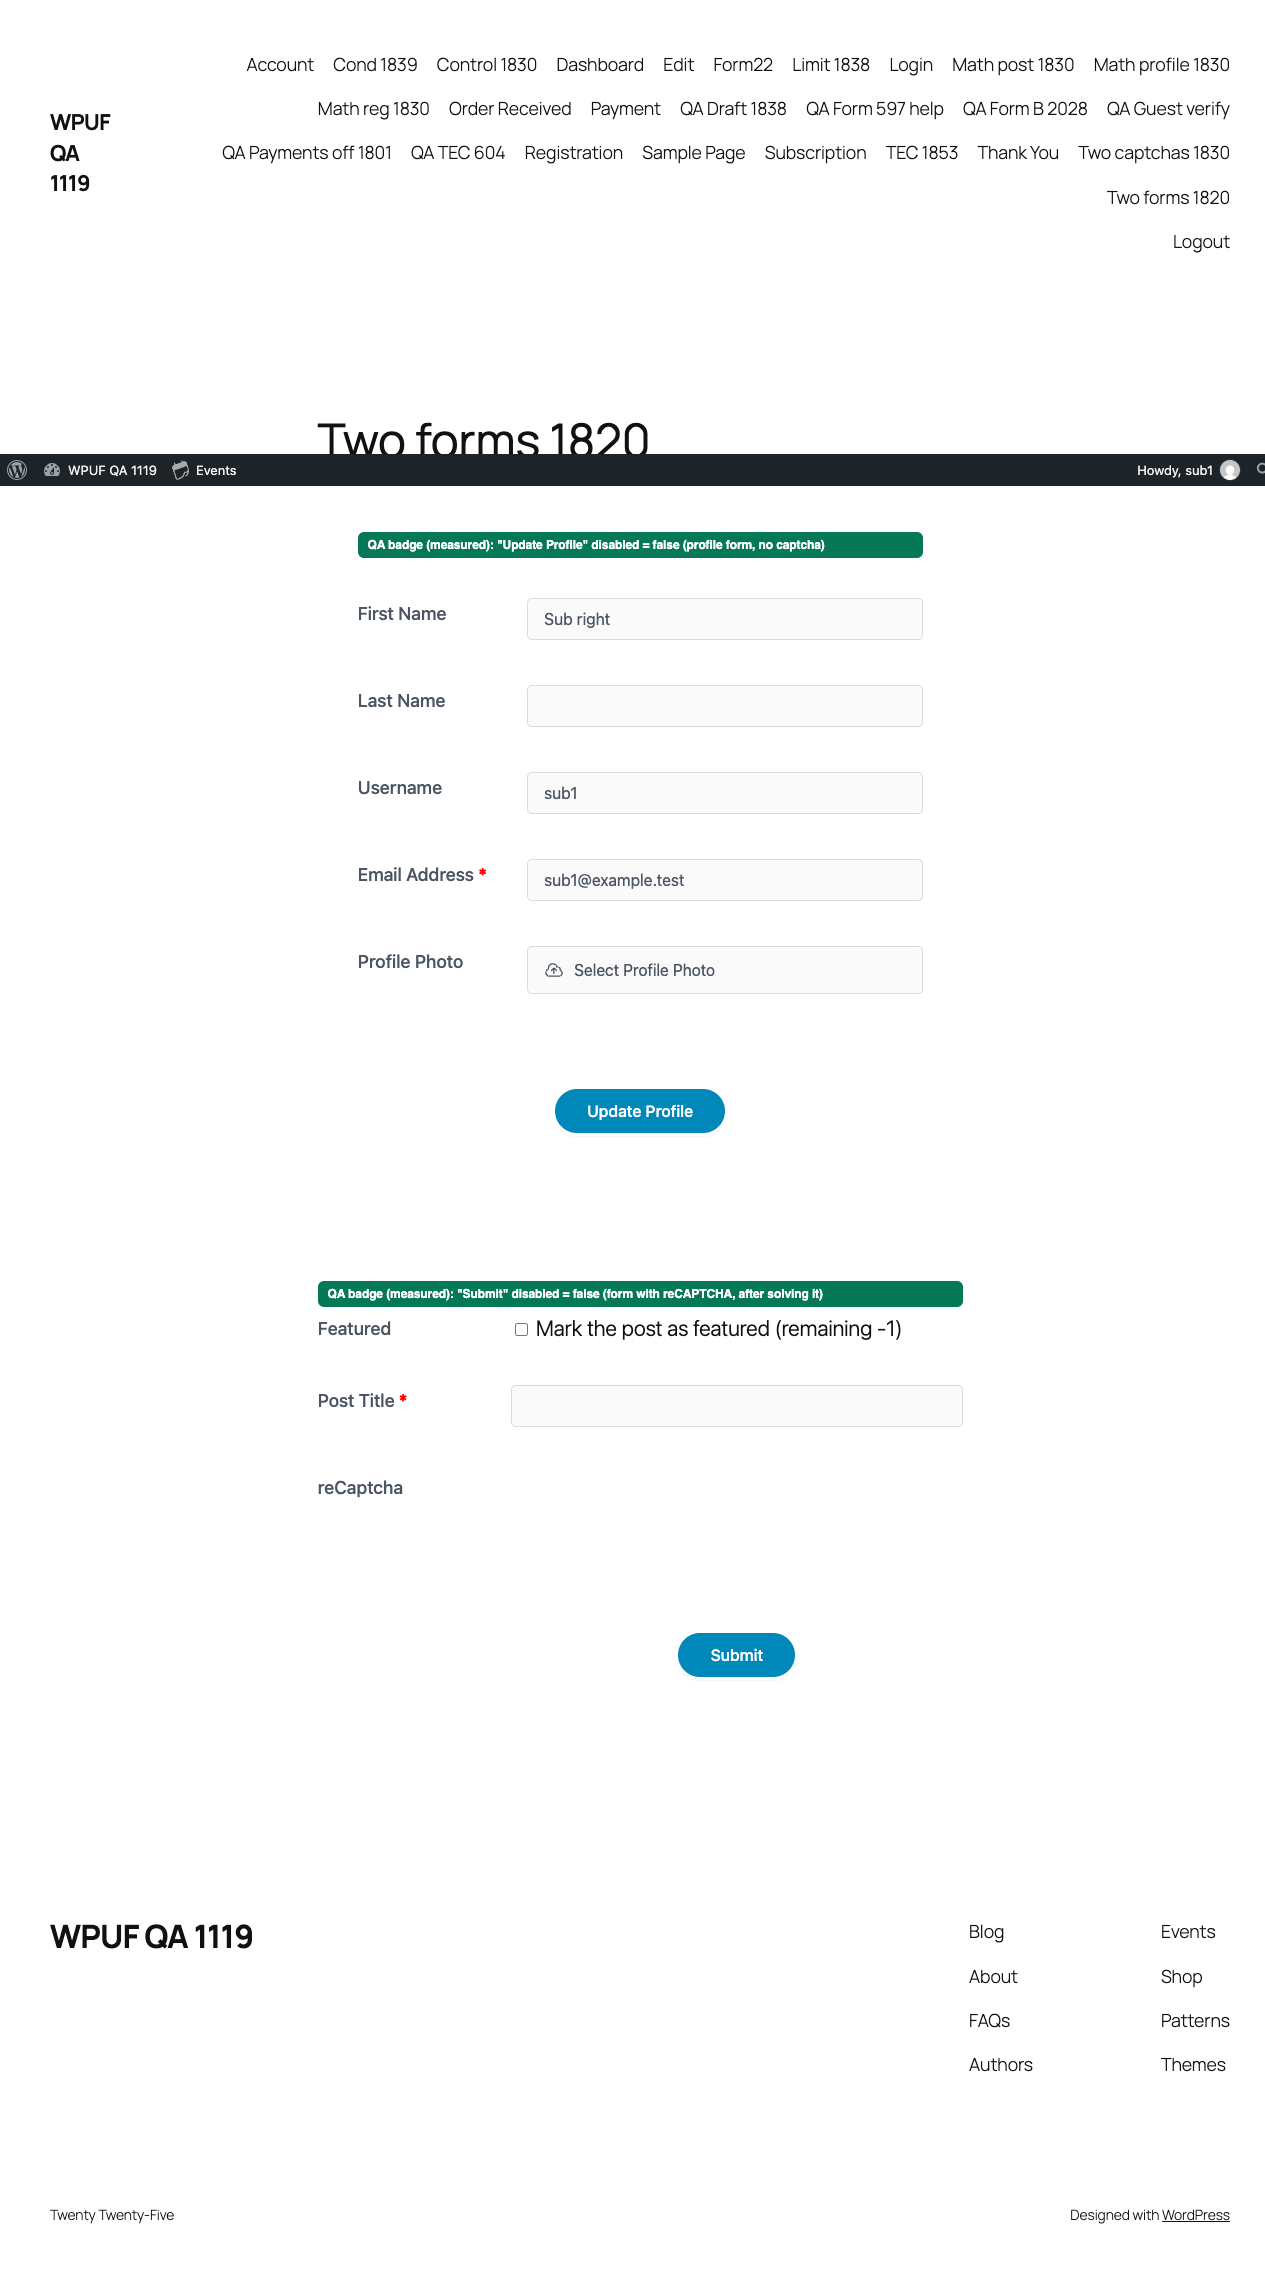 Account Cond 1839 Control 1830 Dashboard Edit Form22 Limit 1838 Login Math post 1830 Math profile 1830
Math reg 1830 Order Received Payment QA Draft 1838 QA Form 597 help QA Form B 2028 QA Guest verify
WPUF
QA
1119
QA Payments off 1801 QA TEC 604 Registration Sample Page Subscription TEC 1853 Thank You Two captchas 1830
Two forms 1820
Logout
Two forms 1820
WPUF QA 1119 Events Howdy, sub1
QA badge (measured): "Update Profile" disabled = false (profile form, no captcha)
First Name Sub right
Last Name
Username sub1
Email Address * sub1@example.test
Profile Photo Select Profile Photo
Update Profile
QA badge (measured): "Submit" disabled = false (form with reCAPTCHA, after solving it)
Featured Mark the post as featured (remaining -1)
Post Title *
reCaptcha
Submit
WPUF QA 1119
Blog Events
About Shop
FAQs Patterns
Authors Themes
Twenty Twenty-Five Designed with WordPress